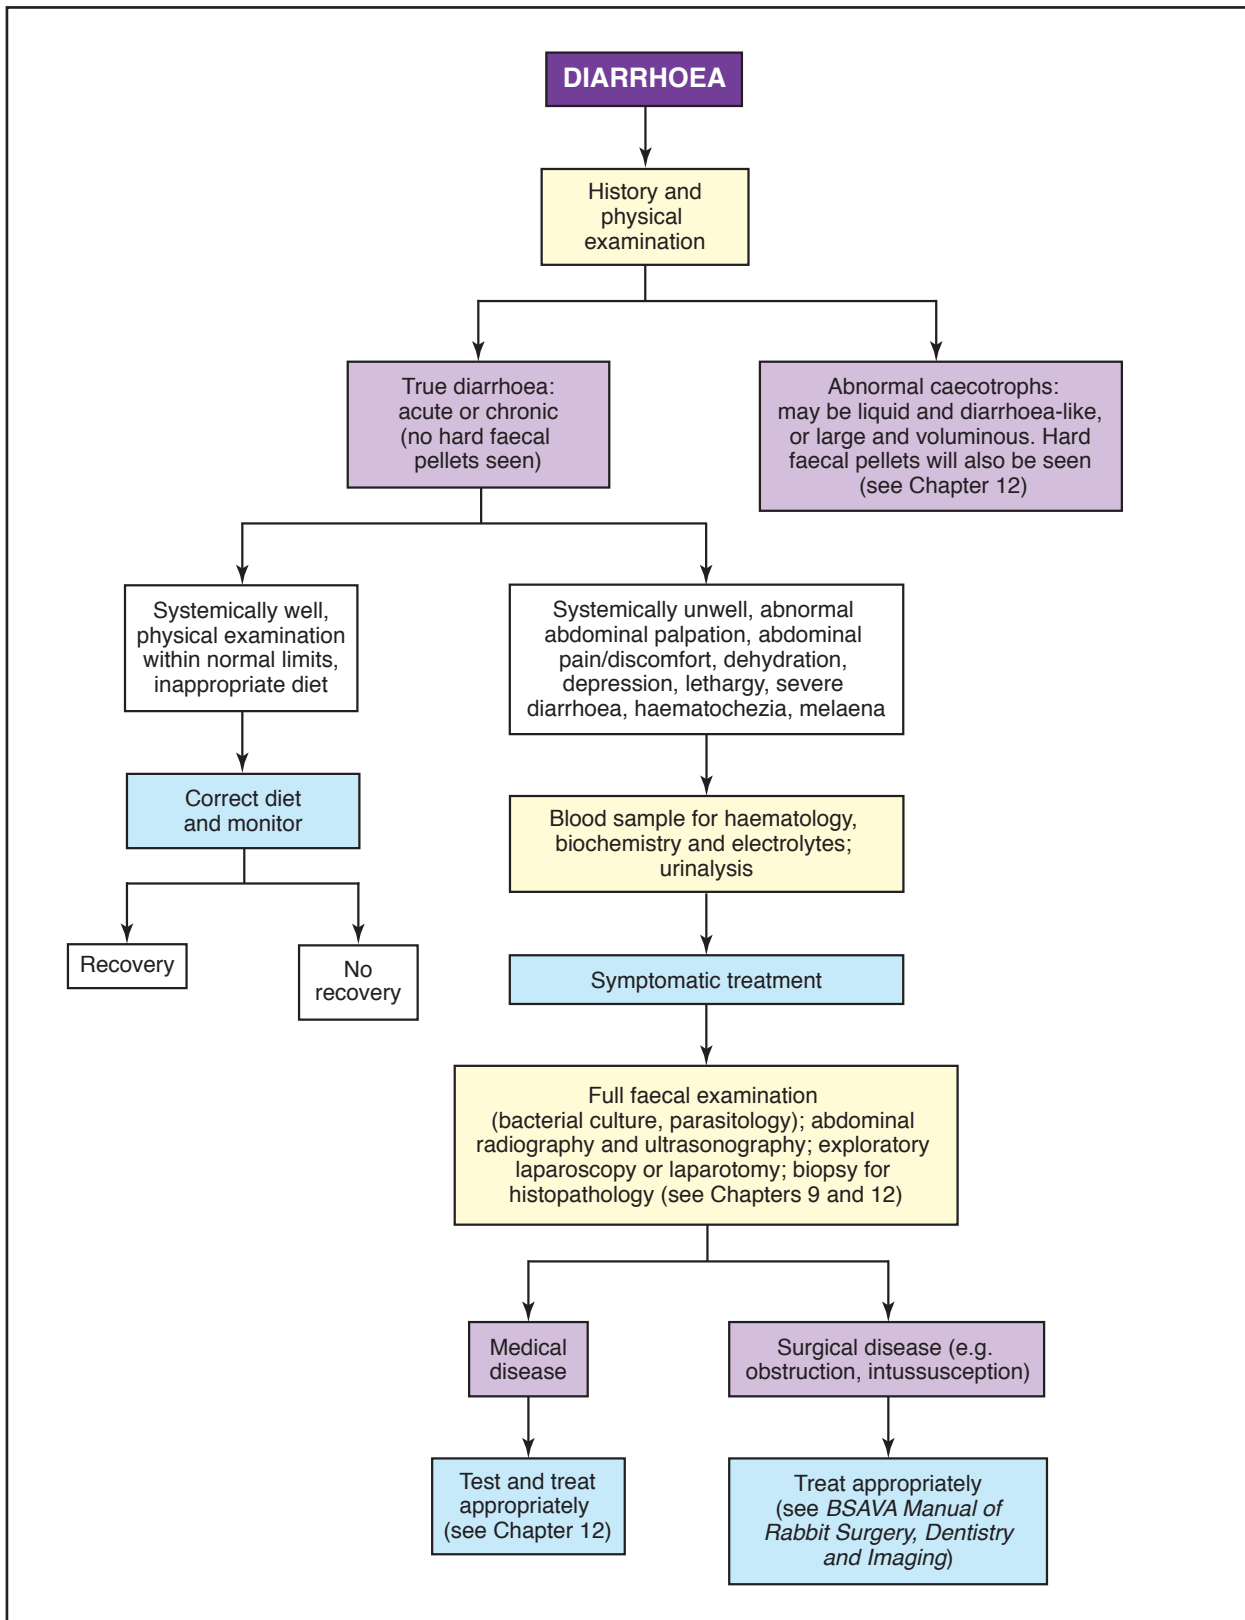 DIARRHOEA
History and
physical
examination
True diarrhoea:
acute or chronic
(no hard faecal
pellets seen)
Abnormal caecotrophs:
may be liquid and diarrhoea-like,
or large and voluminous. Hard
faecal pellets will also be seen
(see Chapter 12)
Systemically well,
physical examination
within normal limits,
inappropriate diet
Systemically unwell, abnormal
abdominal palpation, abdominal
pain/discomfort, dehydration,
depression, lethargy, severe
diarrhoea, haematochezia, melaena
Correct diet
and monitor
Blood sample for haematology,
biochemistry and electrolytes;
urinalysis
Recovery
No
recovery
Symptomatic treatment
Full faecal examination
(bacterial culture, parasitology); abdominal
radiography and ultrasonography; exploratory
laparoscopy or laparotomy; biopsy for
histopathology (see Chapters 9 and 12)
Medical
disease
Surgical disease (e.g.
obstruction, intussusception)
Test and treat
appropriately
(see Chapter 12)
Treat appropriately
(see BSAVA Manual of
Rabbit Surgery, Dentistry
and Imaging)